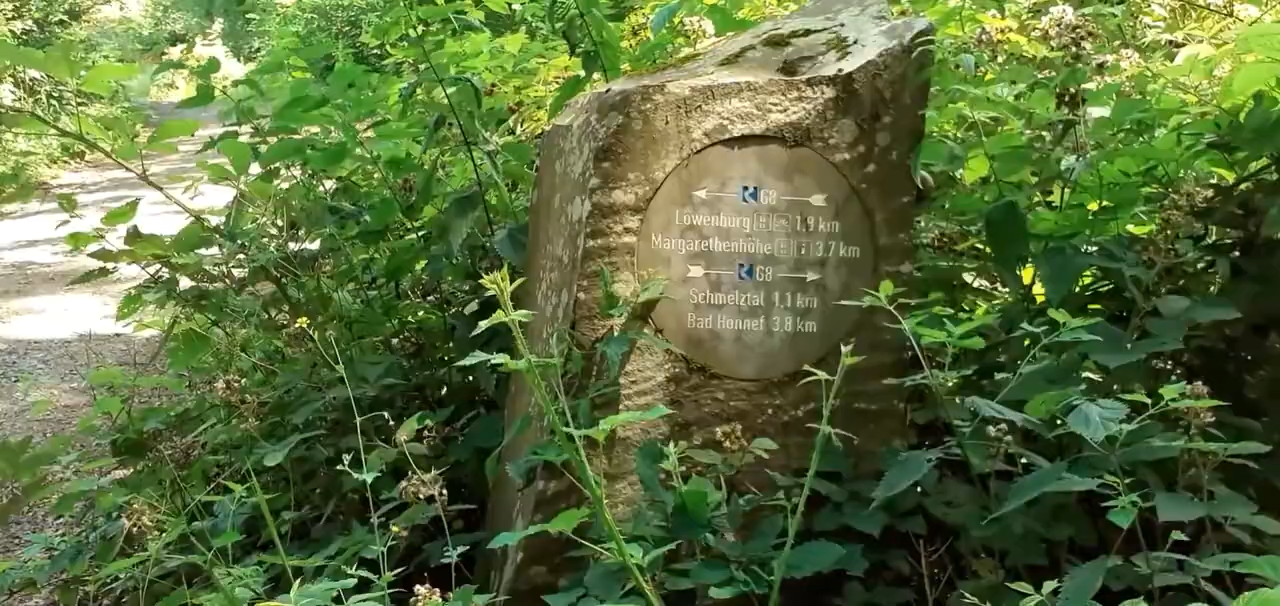 G8
Löwenburg 1,9 km
Margarethenhöhe 3,7 km
G8
Schmelztal 1,1 km
Bad Honnef 3,8 km